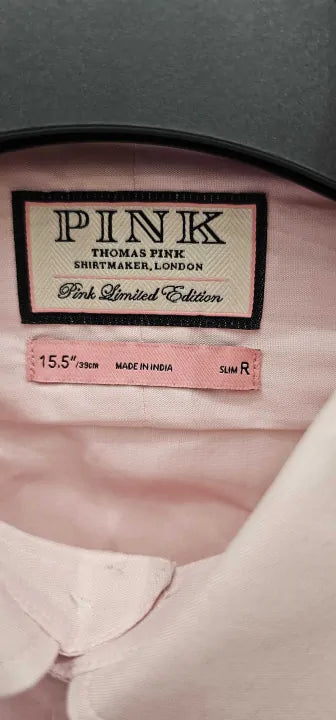 PINK
THOMAS PINK
SHIRTMAKER, LONDON
Pink Limited Edition
15.5"/39cm MADE IN INDIA SLIM R